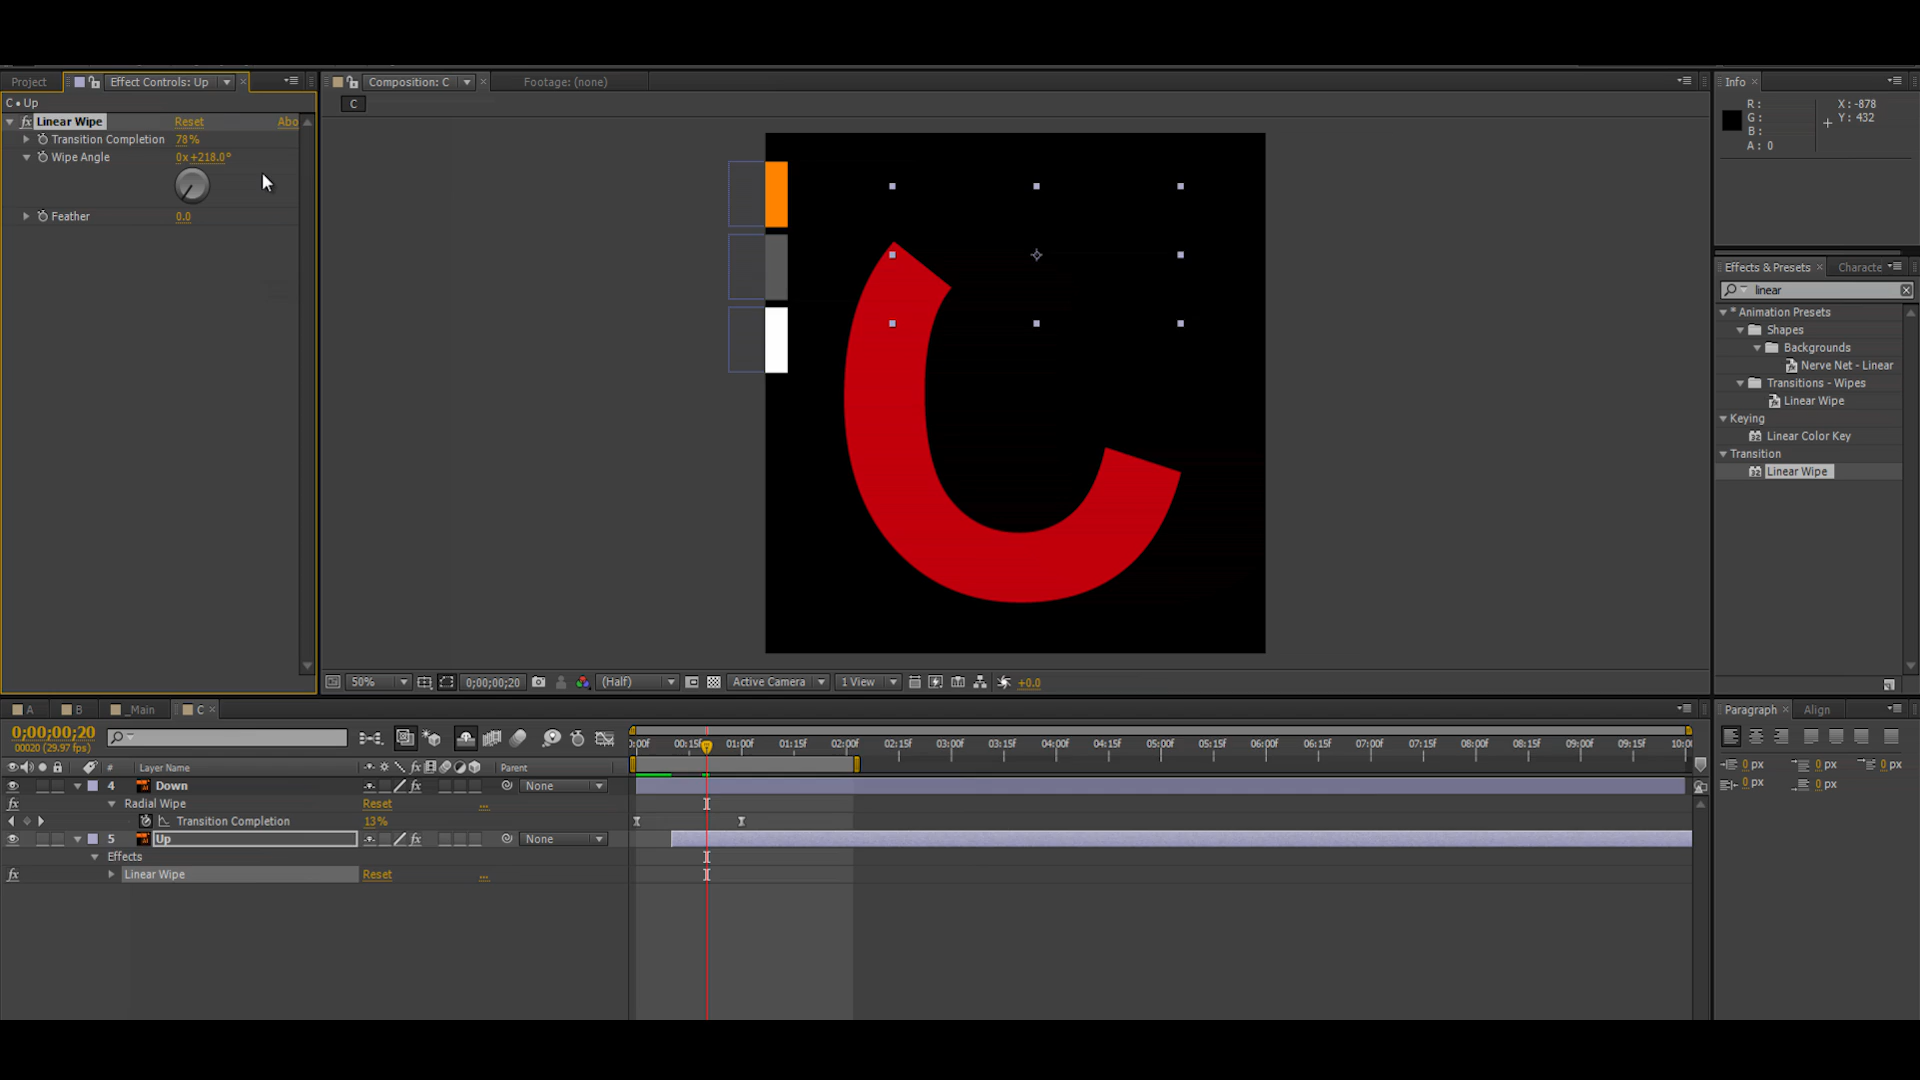 Project
Effect Controls: Up
C • Up
fx Linear Wipe Reset Abo
Transition Completion 78%
Wipe Angle 0x+218.0°
Feather 0.0
Composition: C
Footage: (none)
C
50%
0;00;00;20
(Half)
Active Camera
1 View
+0.0
Info
R:
G:
B:
A: 0
X: -878
Y: 432
Effects & Presets
Characte
linear
* Animation Presets
Shapes
Backgrounds
Nerve Net - Linear
Transitions - Wipes
Linear Wipe
Keying
Linear Color Key
Transition
Linear Wipe
A
B
_Main
C
0;00;00;20
00020 (29.97 fps)
# Layer Name
Parent
4 Down None
Radial Wipe Reset ...
Transition Completion 13%
5 Up None
Effects
Linear Wipe Reset ...
0:00f 00:15f 01:00f 01:15f 02:00f 02:15f 03:00f 03:15f 04:00f 04:15f 05:00f 05:15f 06:00f 06:15f 07:00f 07:15f 08:00f 08:15f 09:00f 09:15f 10:0
Paragraph
Align
0 px 0 px 0 px
0 px 0 px